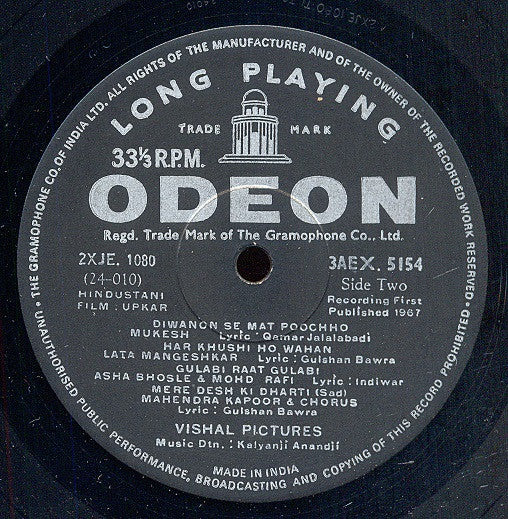 2XJE 1080
THE GRAMOPHONE CO. OF INDIA LTD. ALL RIGHTS OF THE MANUFACTURER AND OF THE OWNER OF THE RECORDED WORK RESERVED
UNAUTHORISED PUBLIC PERFORMANCE, BROADCASTING AND COPYING OF THIS RECORD PROHIBITED
LONG PLAYING
TRADE MARK
33⅓ R.P.M.
ODEON
Regd. Trade Mark of The Gramophone Co., Ltd.
2XJE. 1080 3AEX. 5154
(24-010) Side Two
HINDUSTANI Recording First
FILM : UPKAR Published 1967
DIWANON SE MAT POOCHHO
MUKESH Lyric : Qamar Jalalabadi
HAR KHUSHI HO WAHAN
LATA MANGESHKAR Lyric : Gulshan Bawra
GULABI RAAT GULABI
ASHA BHOSLE & MOHD RAFI Lyric : Indiwar
MERE DESH KI DHARTI (Sad)
MAHENDRA KAPOOR & CHORUS
Lyric : Gulshan Bawra
VISHAL PICTURES
Music Dtn. : Kalyanji Anandji
MADE IN INDIA